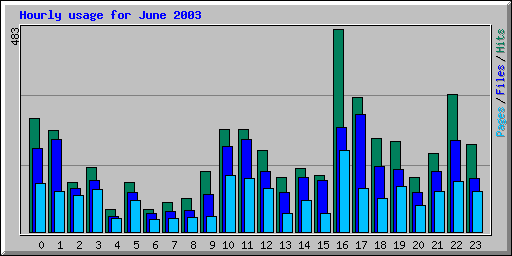 Hourly usage for June 2003
483
Pages / Files / Hits
0 1 2 3 4 5 6 7 8 9 10 11 12 13 14 15 16 17 18 19 20 21 22 23